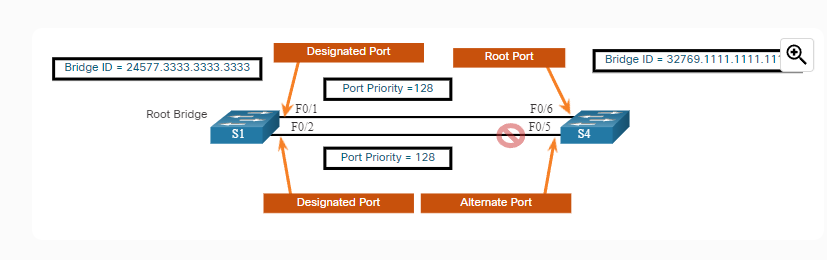 Designated Port
Root Port
Bridge ID = 24577.3333.3333.3333
Bridge ID = 32769.1111.1111.11
Port Priority =128
Root Bridge
F0/1
F0/6
S1
F0/2
F0/5
S4
Port Priority = 128
Designated Port
Alternate Port